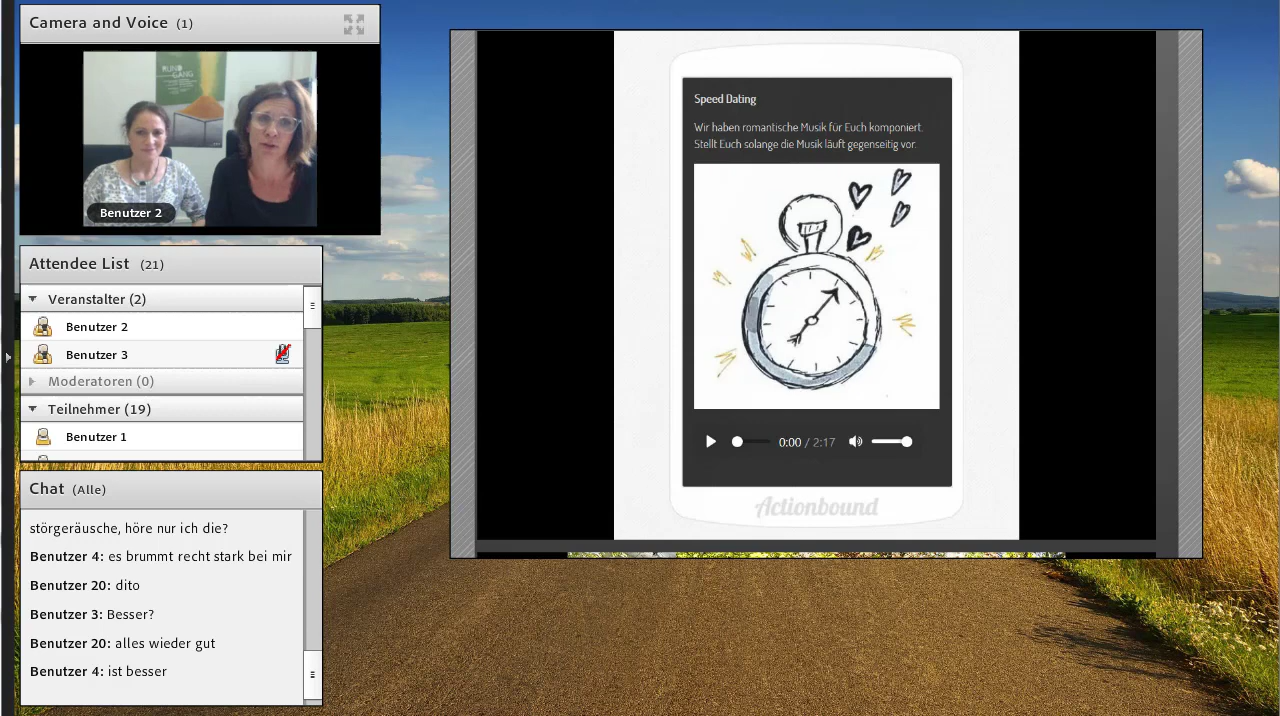 Camera and Voice (1)
RUND
GANG
Benutzer 2
Attendee List (21)
Veranstalter (2)
Benutzer 2
Benutzer 3
Moderatoren (0)
Teilnehmer (19)
Benutzer 1
Chat (Alle)
störgeräusche, höre nur ich die?
Benutzer 4: es brummt recht stark bei mir
Benutzer 20: dito
Benutzer 3: Besser?
Benutzer 20: alles wieder gut
Benutzer 4: ist besser
Speed Dating
Wir haben romantische Musik für Euch komponiert.
Stellt Euch solange die Musik läuft gegenseitig vor.
0:00 / 2:17
Actionbound